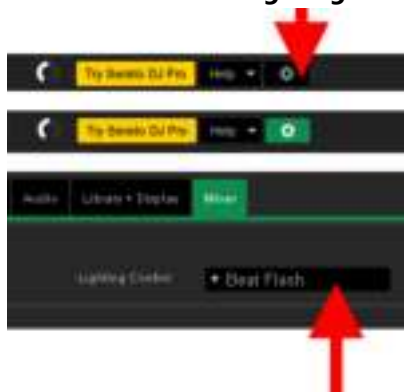 Try Serato DJ Pro Help
Try Serato DJ Pro Help
Audio Library + Display Mixer
Lighting Control Beat Flash